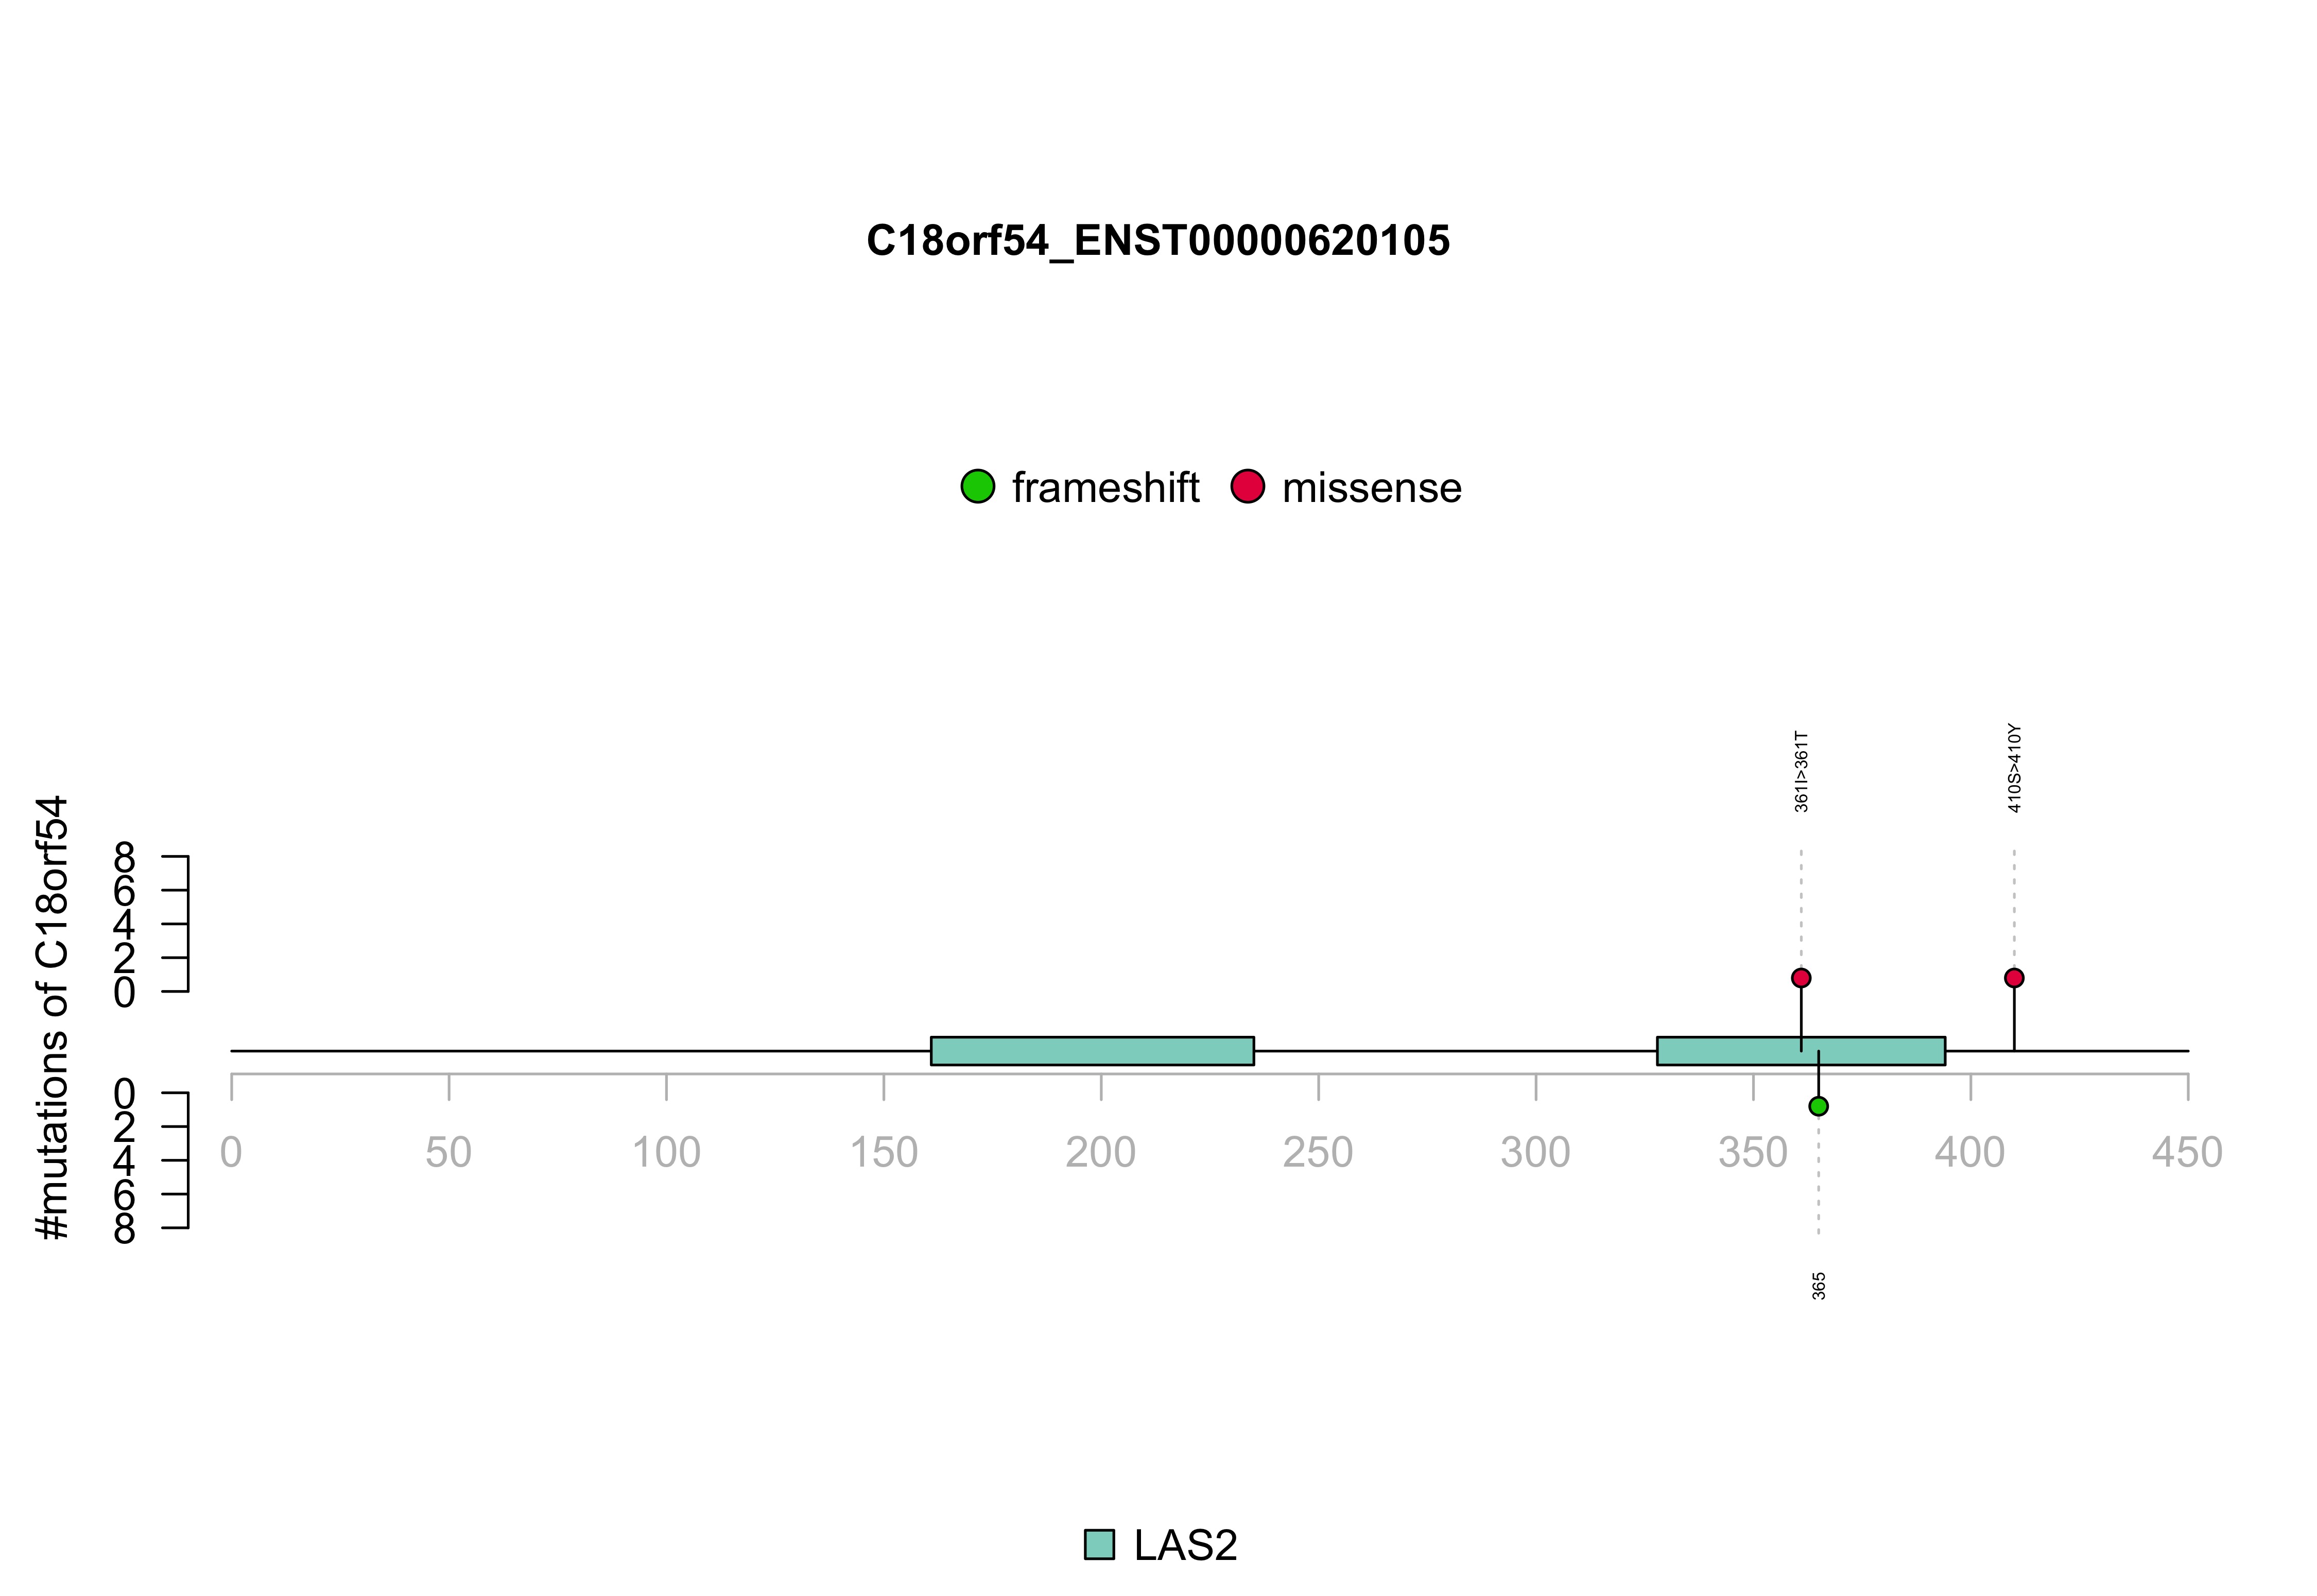 C18orf54_ENST00000620105
frameshift missense
361I>361T 410S>410Y
#mutations of C18orf54
8
6
4
2
0
0
2
4
6
8
0 50 100 150 200 250 300 350 400 450
365
LAS2